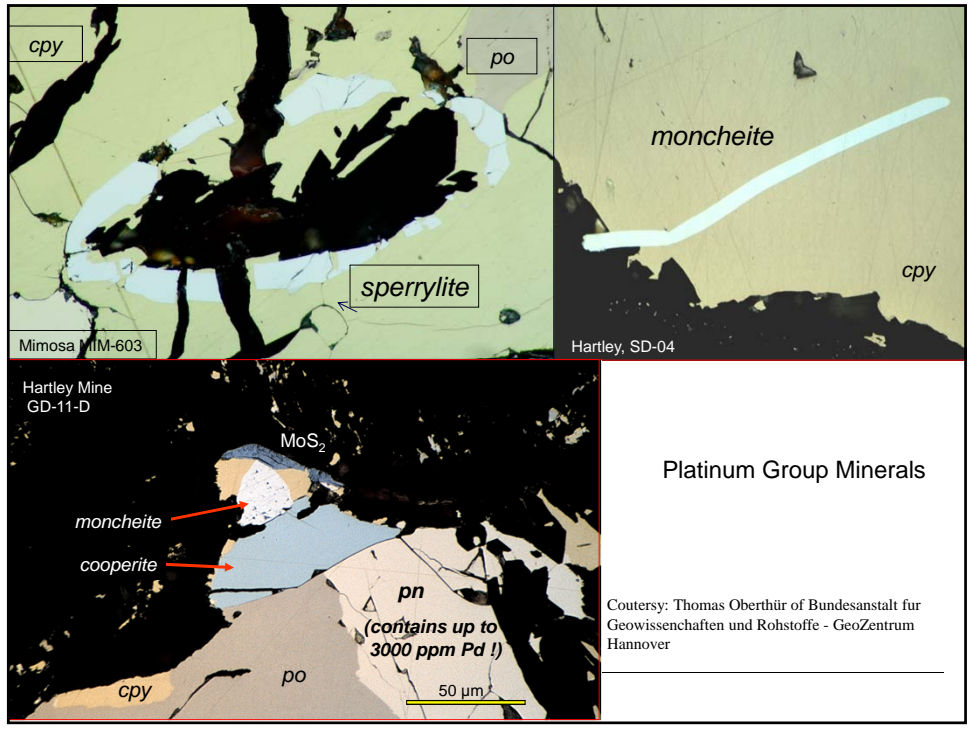 cpy
po
sperrylite
Mimosa MIM-603
moncheite
cpy
Hartley, SD-04
Hartley Mine
GD-11-D
MoS₂
moncheite
cooperite
pn
(contains up to
3000 ppm Pd !)
po
cpy
50 µm
Platinum Group Minerals
Coutersy: Thomas Oberthür of Bundesanstalt fur
Geowissenchaften und Rohstoffe - GeoZentrum
Hannover